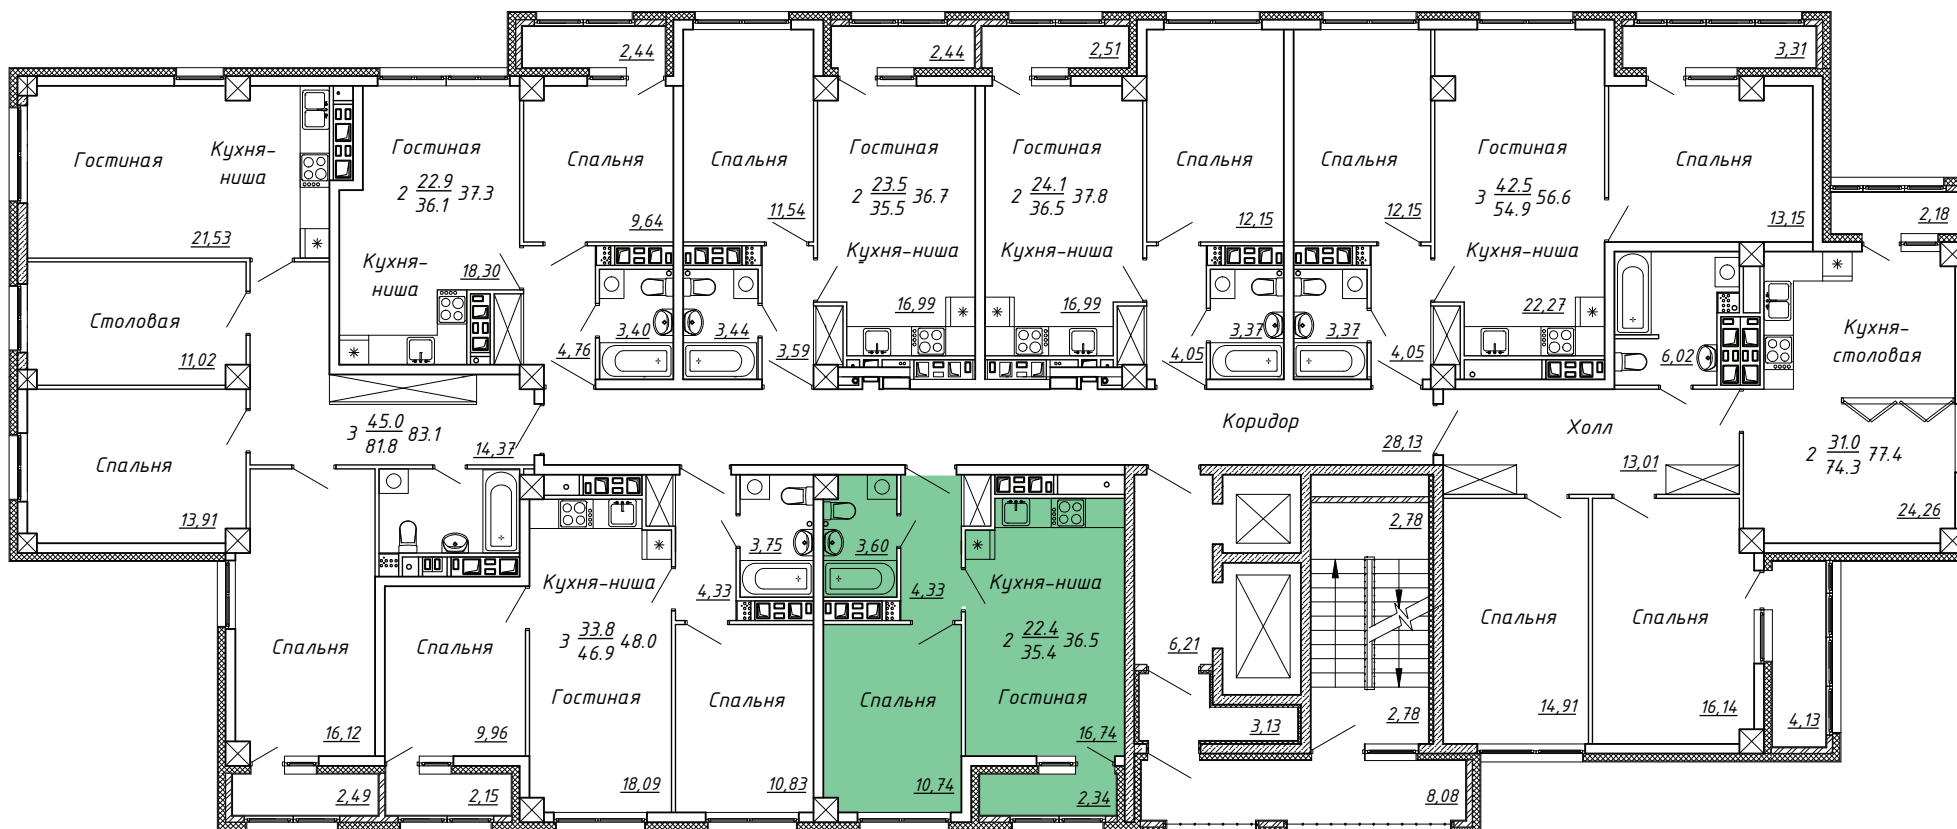 2,44
2,44
2,51
3,31
Гостиная
Кухня-
ниша
21,53
Гостиная
2 22.9 37.3
36.1
Кухня-
ниша
18,30
Спальня
9,64
Спальня
11,54
Гостиная
2 23.5 36.7
35.5
Кухня-ниша
16,99
Гостиная
2 24.1 37.8
36.5
Кухня-ниша
16,99
Спальня
12,15
Спальня
12,15
Гостиная
3 42.5 56.6
54.9
Кухня-ниша
22,27
Спальня
13,15
2,18
Столовая
11,02
4,76
3,40
3,44
3,59
4,05
3,37
3,37
4,05
6,02
Кухня-
столовая
3 45.0 83.1
81.8
14,37
Коридор
28,13
Холл
13,01
2 31.0 77.4
74.3
24,26
Спальня
13,91
Спальня
16,12
Спальня
9,96
Кухня-ниша
3 33.8 48.0
46.9
Гостиная
18,09
3,75
4,33
Спальня
10,83
3,60
4,33
Спальня
10,74
Кухня-ниша
2 22.4 36.5
35.4
Гостиная
16,74
2,34
6,21
3,13
2,78
2,78
8,08
Спальня
14,91
Спальня
16,14
4,13
2,49
2,15